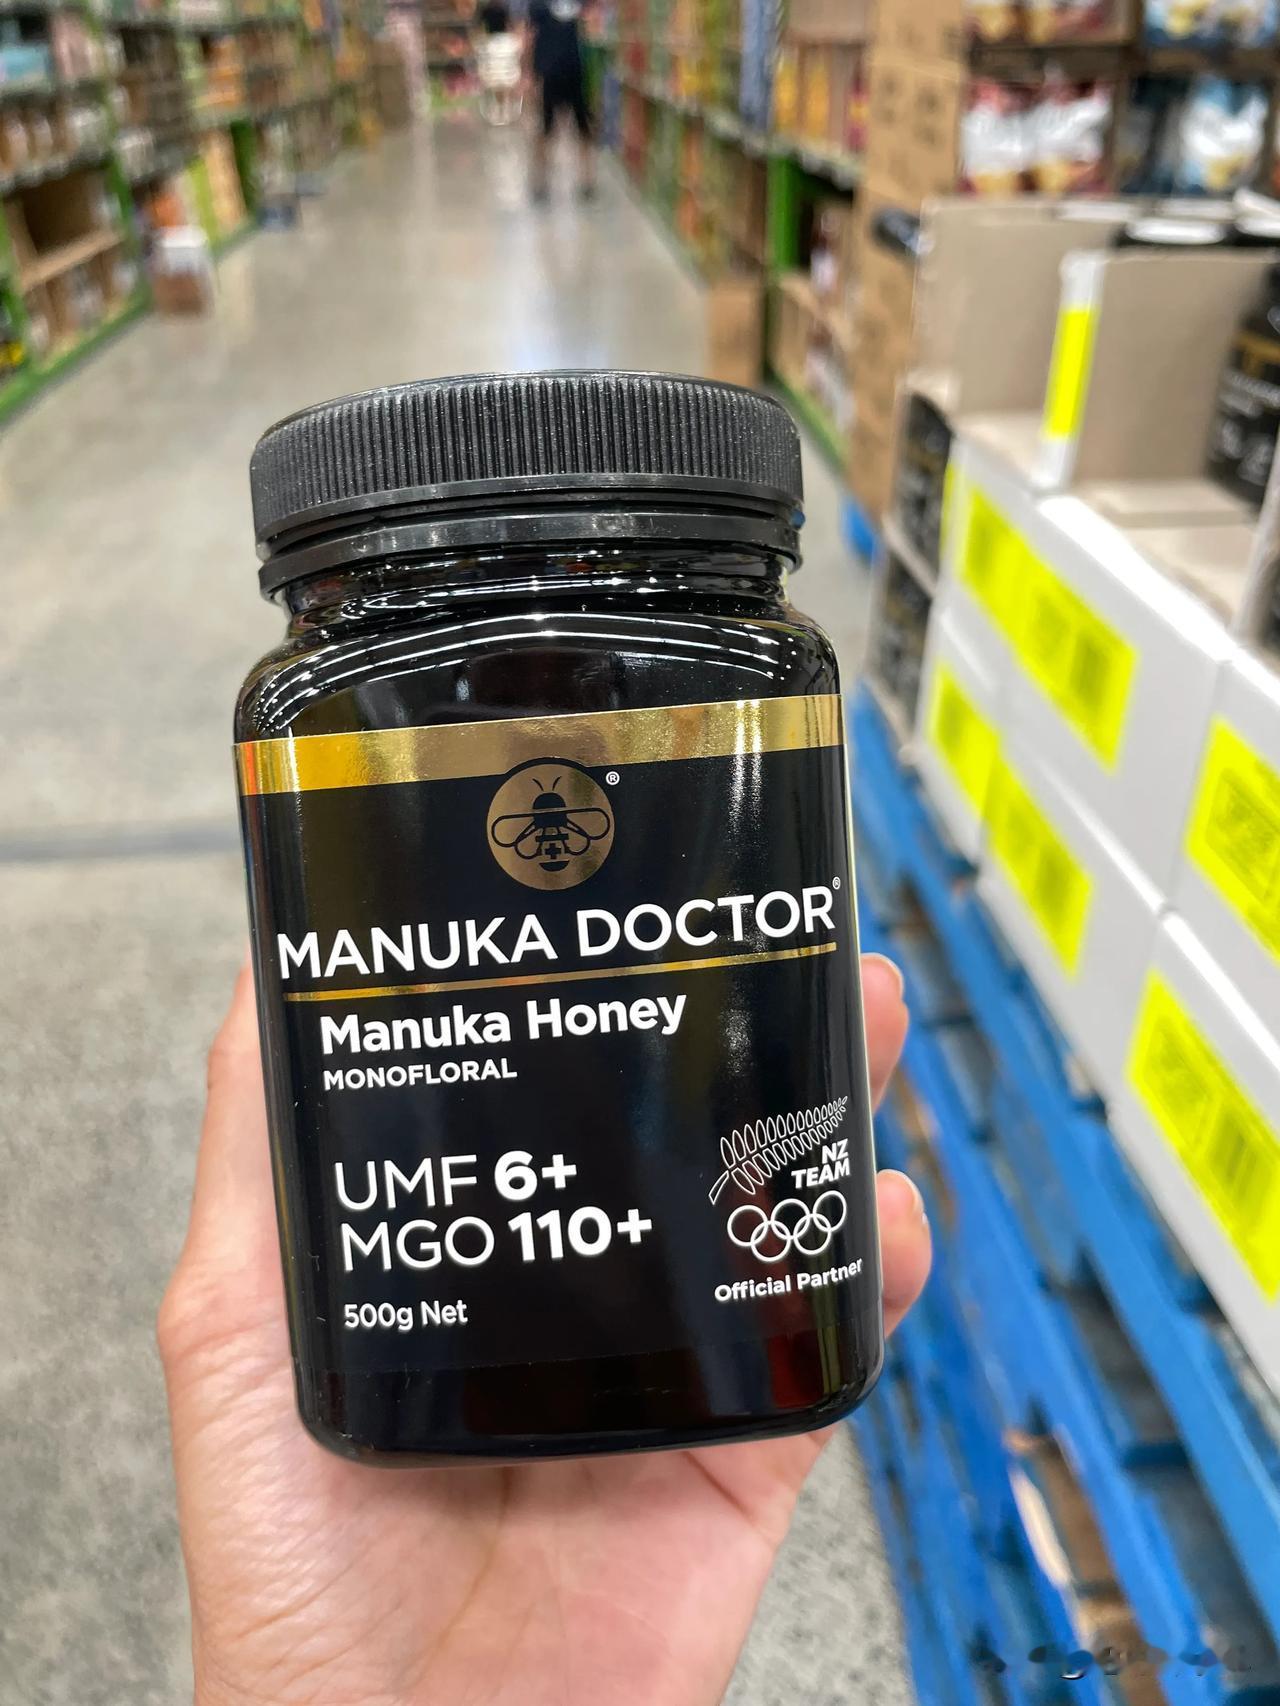 ®
MANUKA DOCTOR®
Manuka Honey
MONOFLORAL
UMF 6+
MGO 110+
500g Net
NZ
TEAM
Official Partner